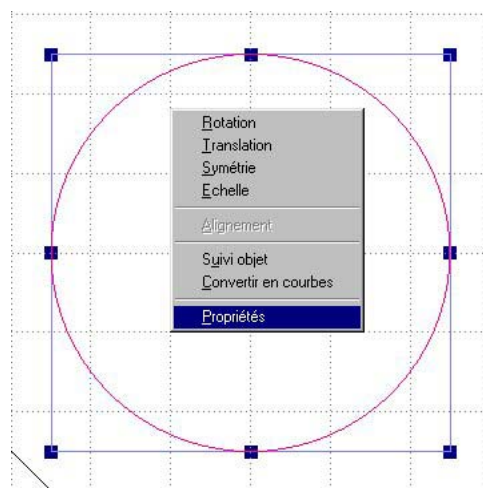 Rotation
Translation
Symétrie
Echelle
Alignement
Suivi objet
Convertir en courbes
Propriétés